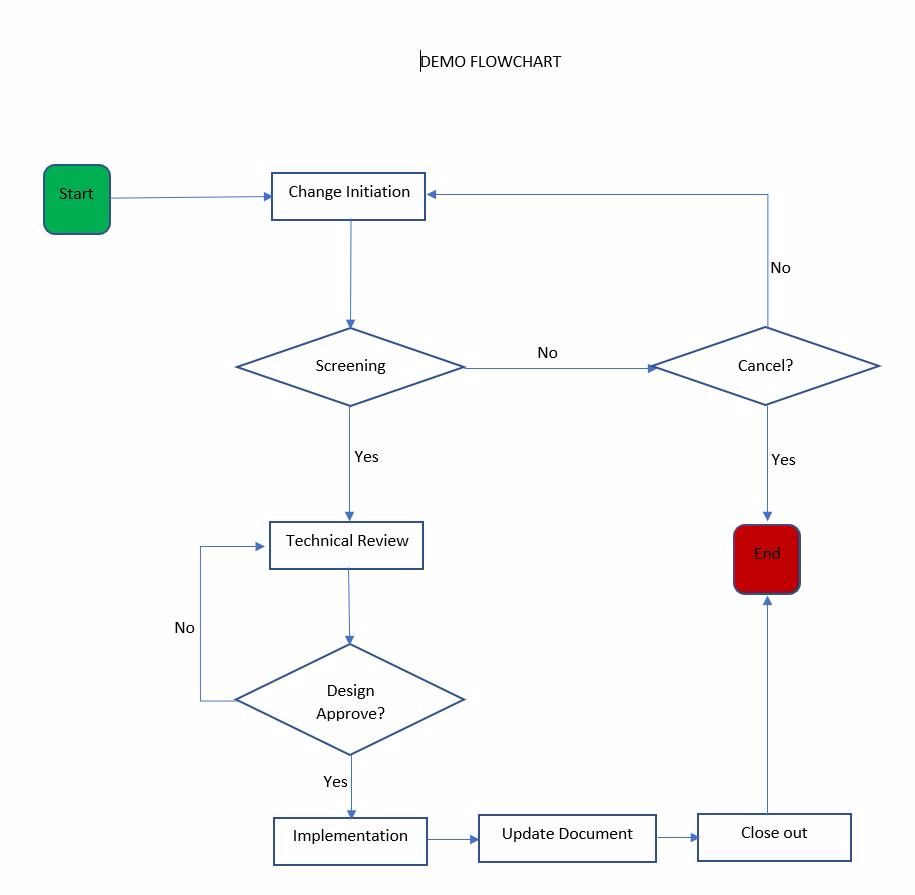 DEMO FLOWCHART
Start
Change Initiation
No
Screening
No
Cancel?
Yes
Yes
Technical Review
End
No
Design
Approve?
Yes
Implementation
Update Document
Close out